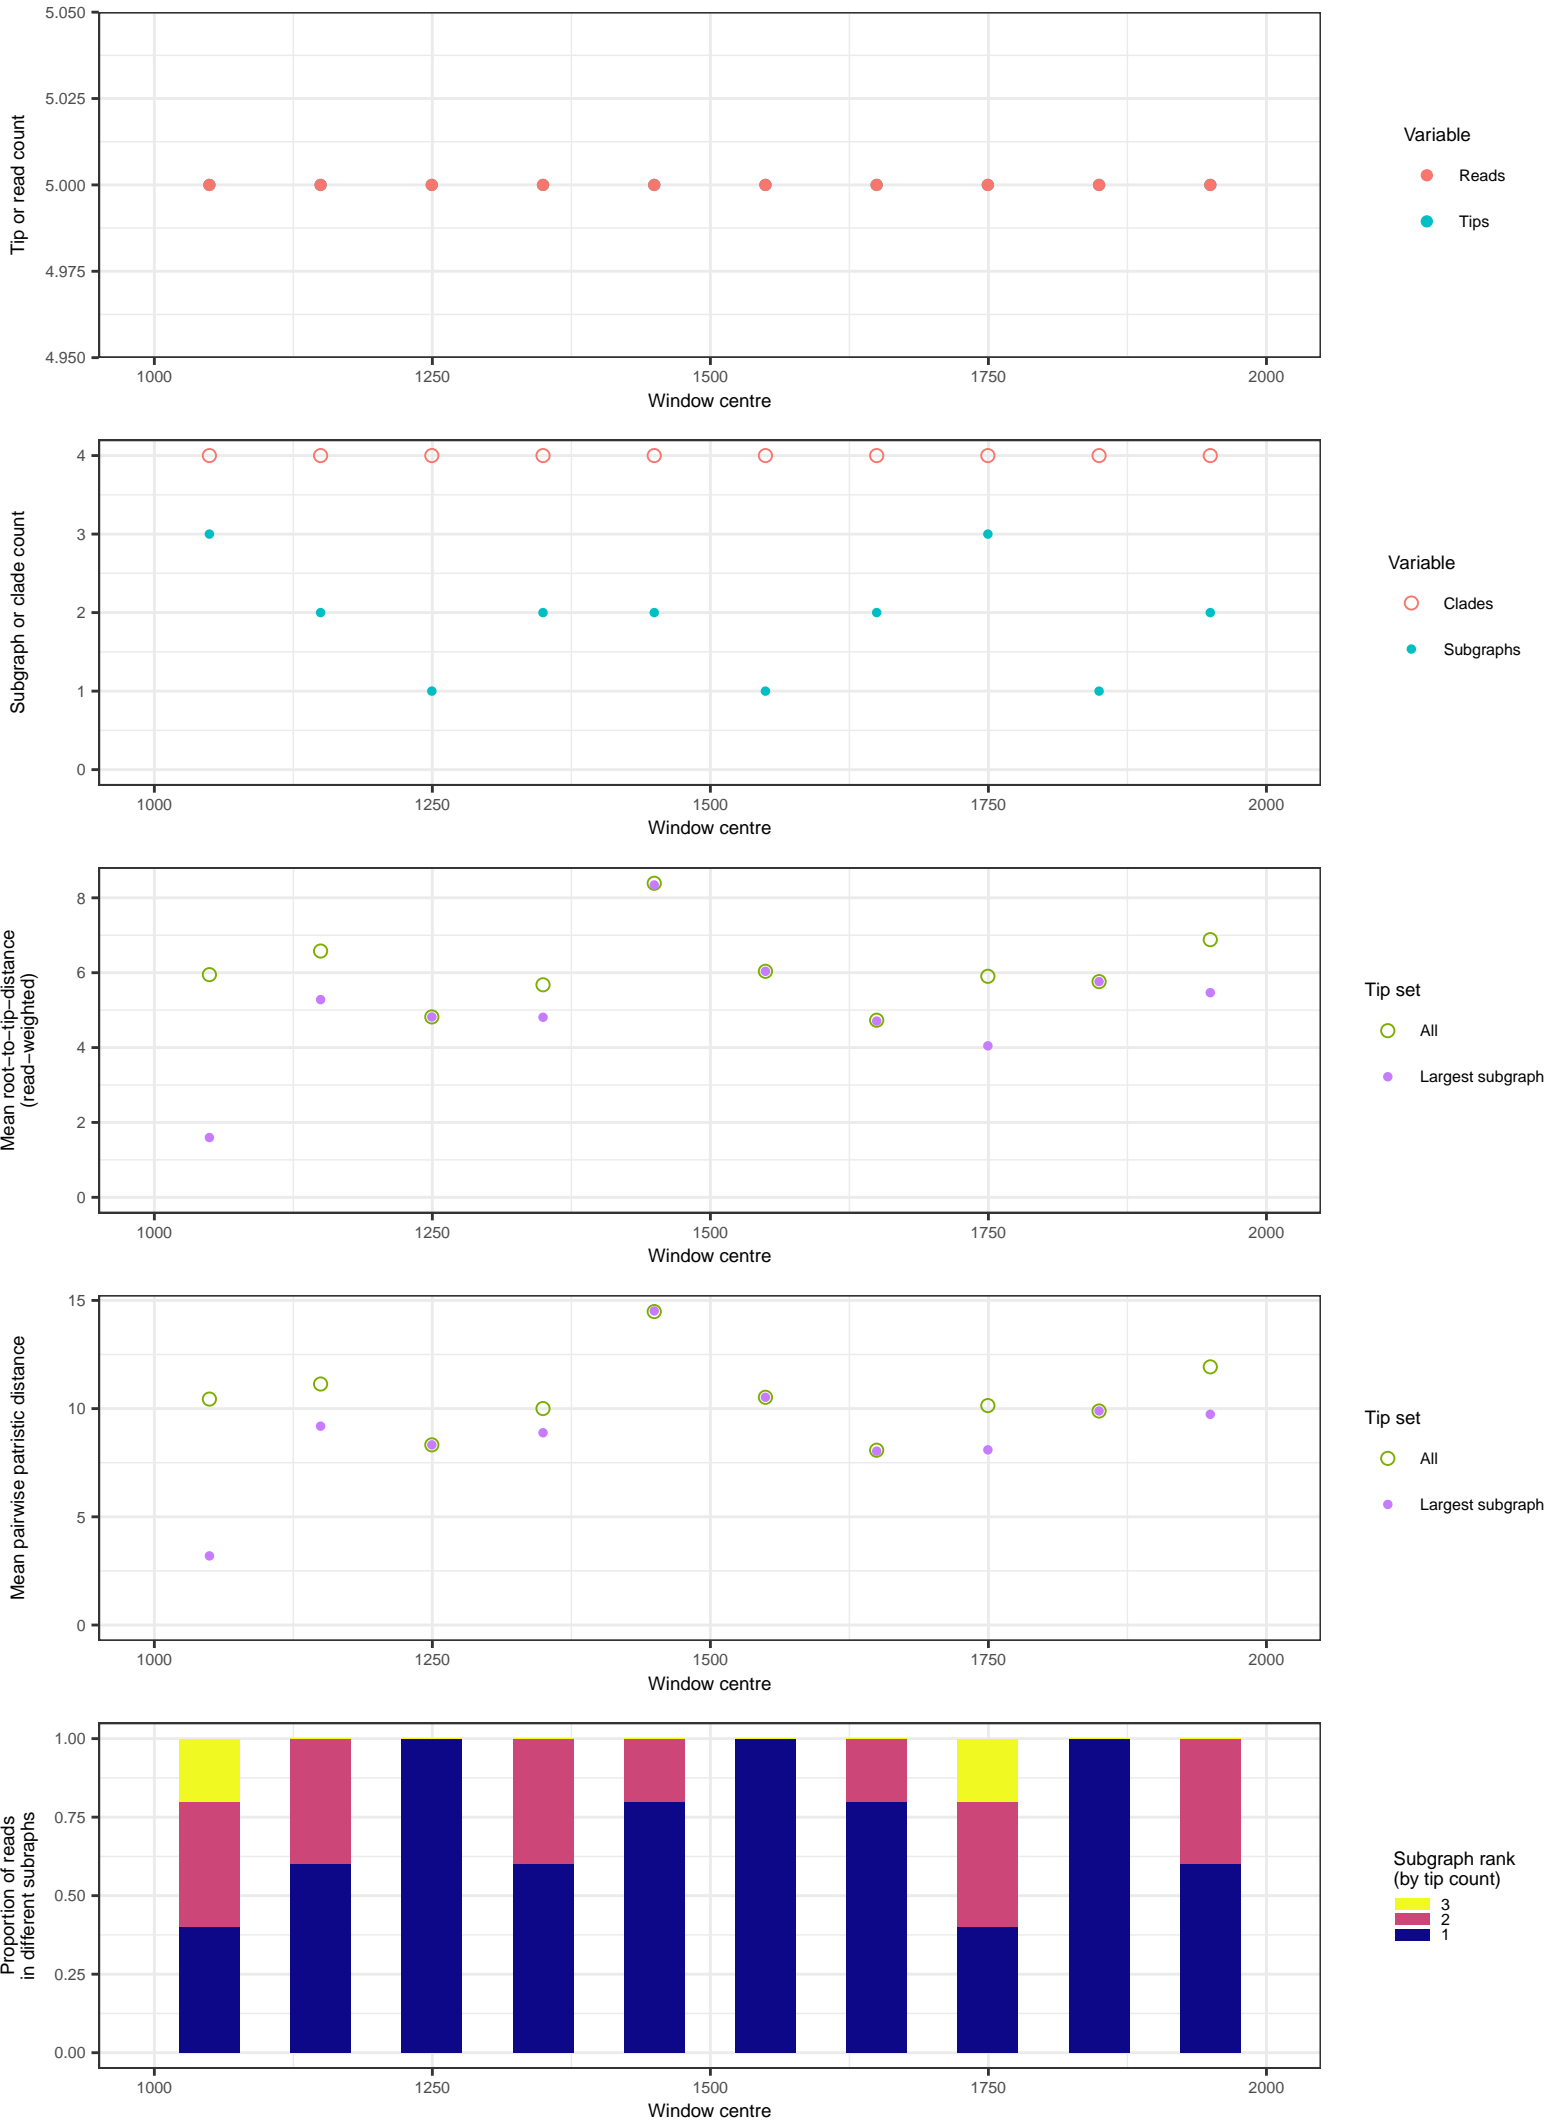 5.050
5.025
5.000
4.975
4.950
Tip or read count
1000 1250 1500 1750 2000
Window centre
Variable
Reads
Tips
4
3
2
1
0
Subgraph or clade count
1000 1250 1500 1750 2000
Window centre
Variable
Clades
Subgraphs
8
6
4
2
0
Mean root−to−tip−distance
(read−weighted)
1000 1250 1500 1750 2000
Window centre
Tip set
All
Largest subgraph
15
10
5
0
Mean pairwise patristic distance
1000 1250 1500 1750 2000
Window centre
Tip set
All
Largest subgraph
1.00
0.75
0.50
0.25
0.00
Proportion of reads
in different subraphs
1000 1250 1500 1750 2000
Window centre
Subgraph rank
(by tip count)
3
2
1